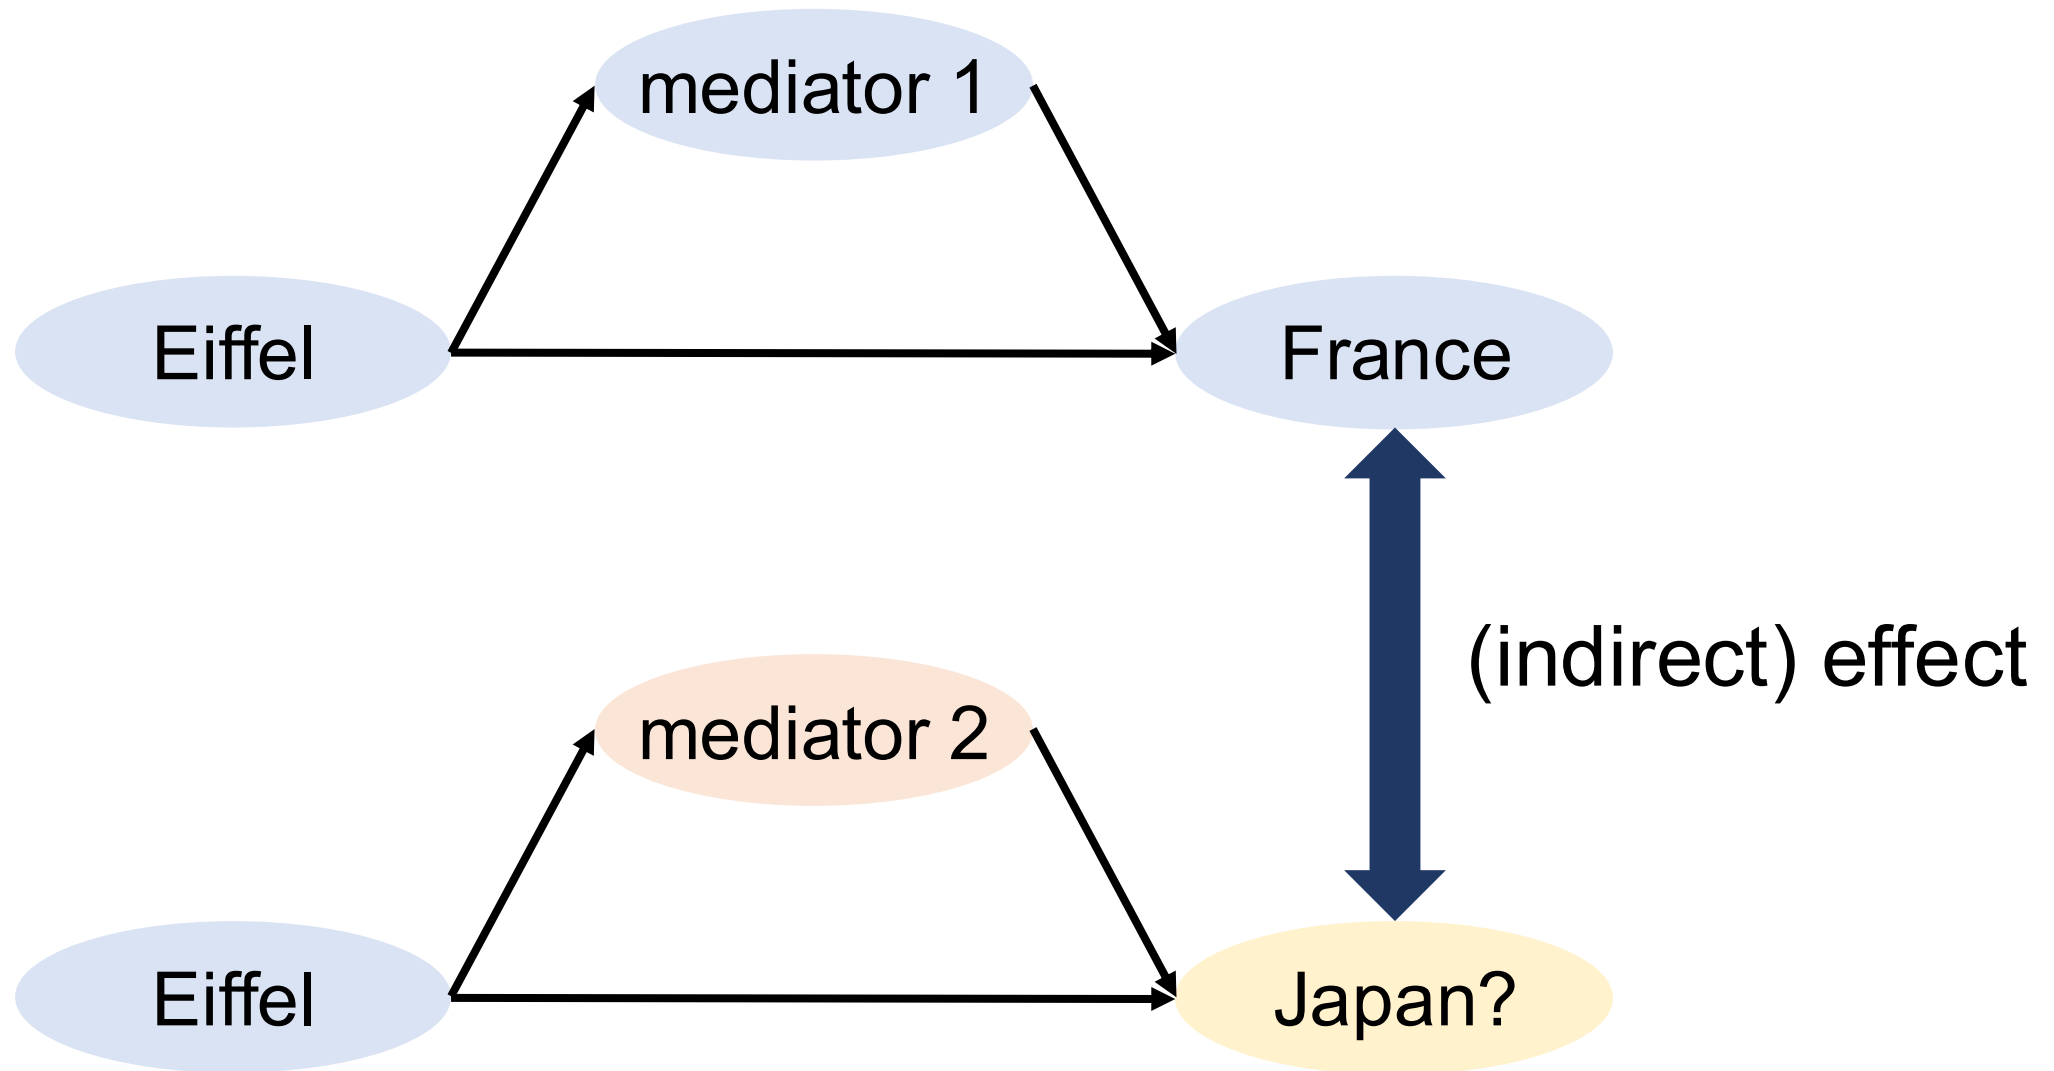 mediator 1
Eiffel
France
(indirect) effect
mediator 2
Eiffel
Japan?